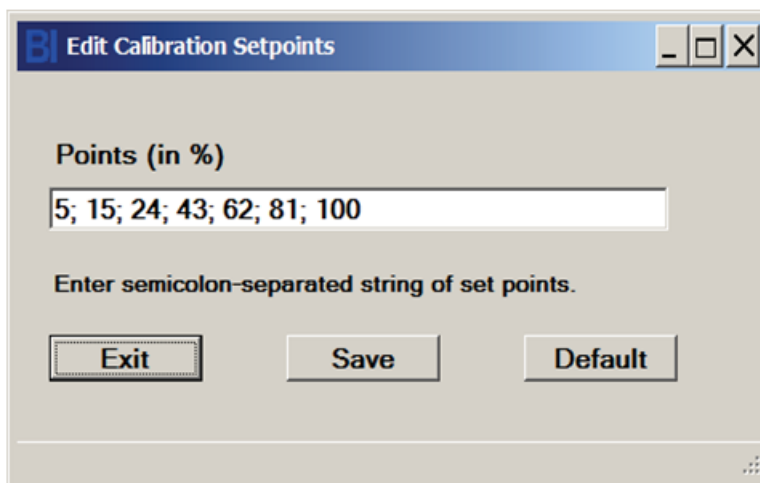 BI Edit Calibration Setpoints
Points (in %)
5; 15; 24; 43; 62; 81; 100
Enter semicolon-separated string of set points.
Exit Save Default